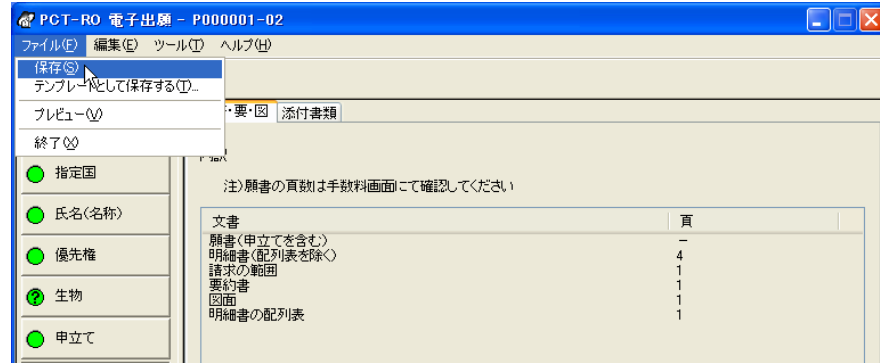 PCT-RO 電子出願 - P000001-02
ファイル(F) 編集(E) ツール(T) ヘルプ(H)
保存(S)
テンプレートとして保存する(T)...
プレビュー(V)
終了(X)
・要・図 添付書類
注)願書の頁数は手数料画面にて確認してください
指定国
氏名(名称)
優先権
生物
申立て
文書 頁
願書(申立てを含む) -
明細書(配列表を除く) 4
請求の範囲 1
要約書 1
図面 1
明細書の配列表 1